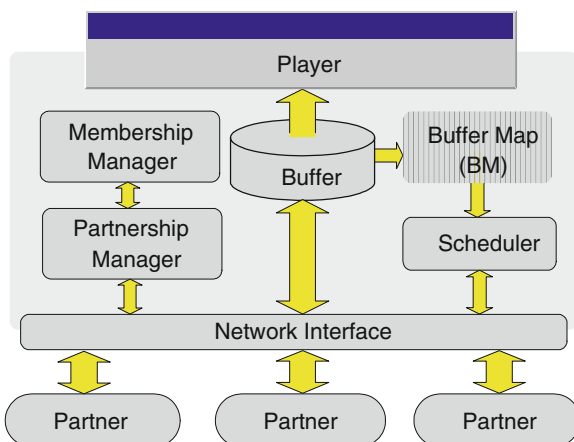 Player
Membership
Manager
Buffer
Buffer Map
(BM)
Partnership
Manager
Scheduler
Network Interface
Partner
Partner
Partner